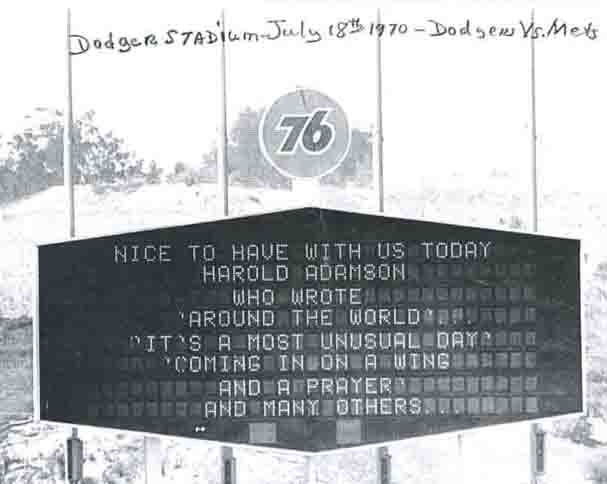 Dodger STADium-July 18th 1970 - Dodgers Vs. Mets
76
NICE TO HAVE WITH US TODAY
HAROLD ADAMSON
WHO WROTE
'AROUND THE WORLD'...
"IT'S A MOST UNUSUAL DAY'
'COMING IN ON A WING
AND A PRAYER'
AND MANY OTHERS...